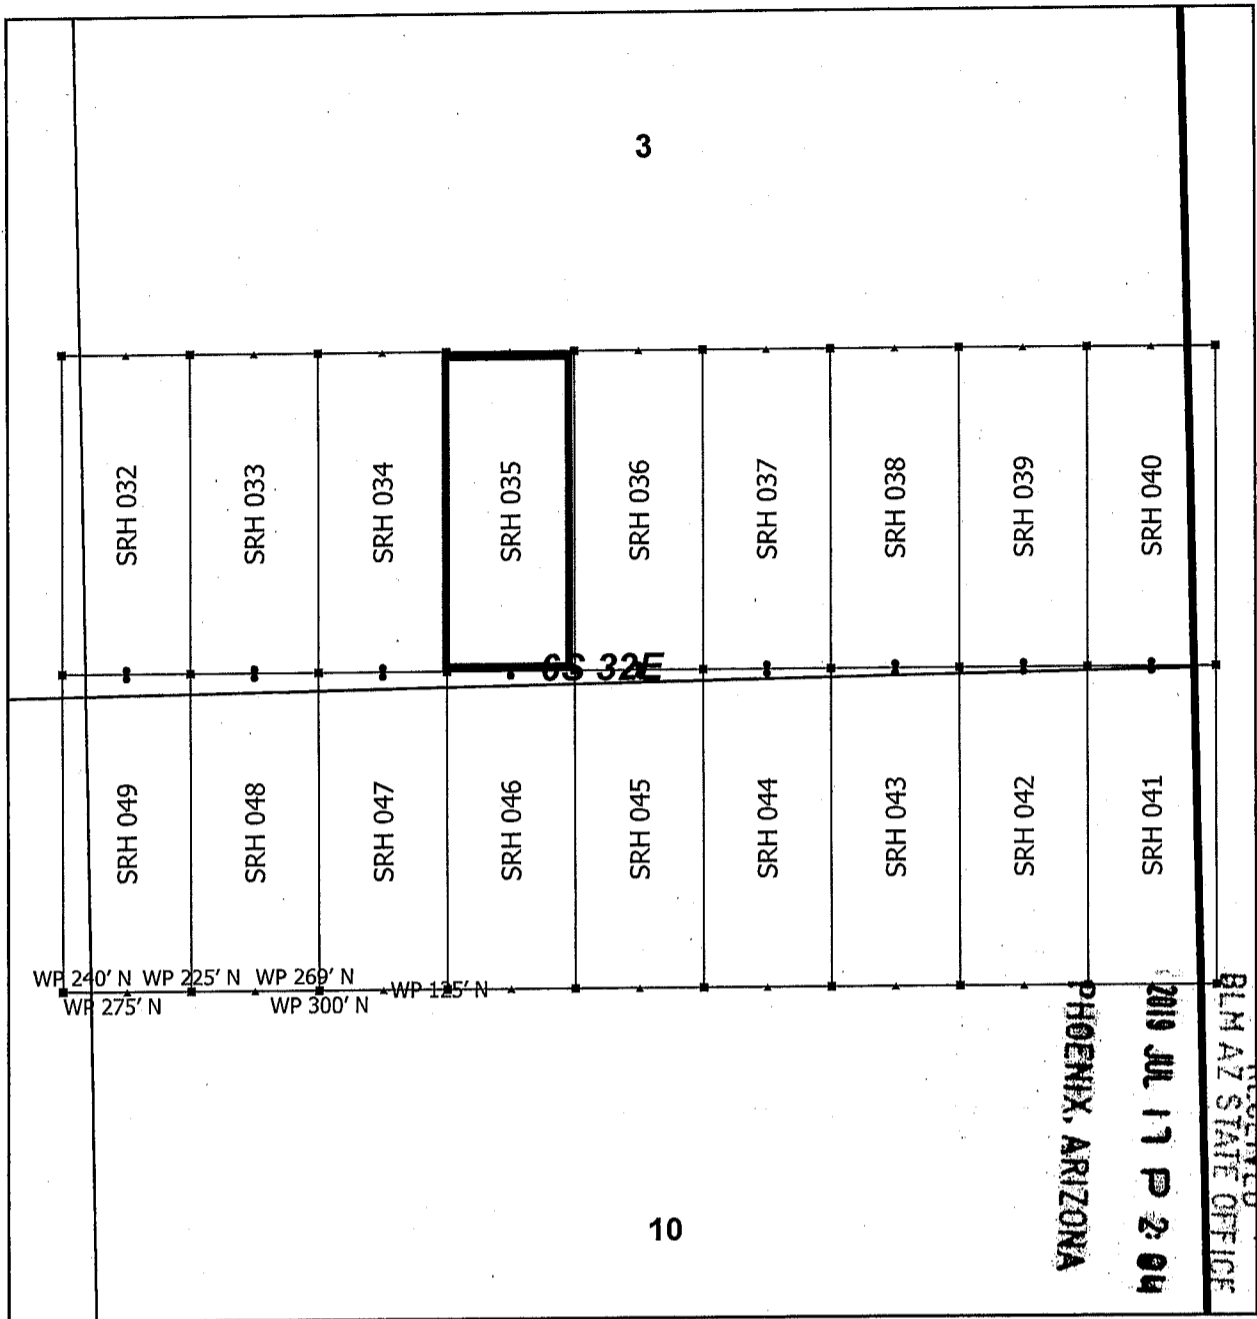 3
SRH 032
SRH 033
SRH 034
SRH 035
SRH 036
SRH 037
SRH 038
SRH 039
SRH 040
6S 32E
SRH 049
SRH 048
SRH 047
SRH 046
SRH 045
SRH 044
SRH 043
SRH 042
SRH 041
WP 240' N WP 225' N WP 269' N
WP 125' N
WP 275' N
WP 300' N
10
BLM AZ STATE OFFICE
2019 JUL 17 P 2:04
PHOENIX, ARIZONA